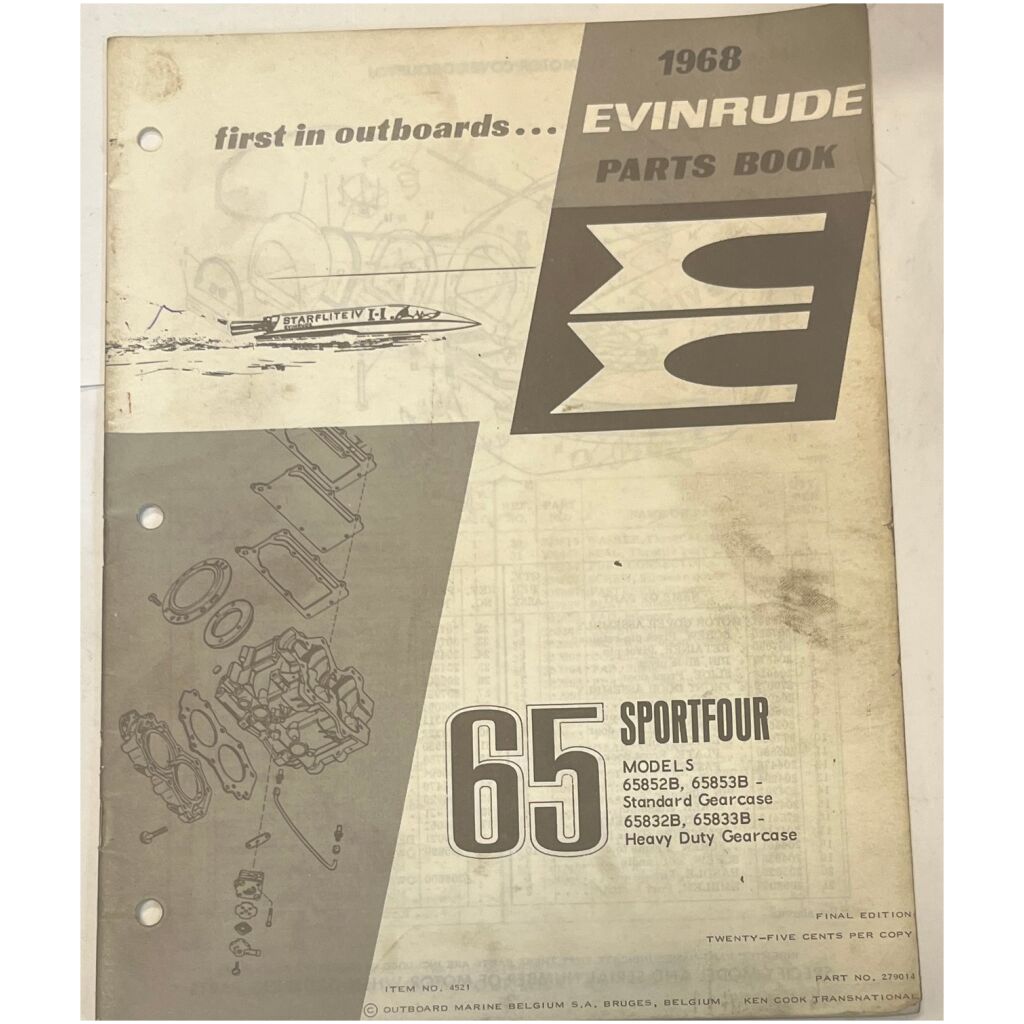 1968
EVINRUDE
PARTS BOOK
first in outboards...
STARFLITE IV I-I
EVINRUDE
65
SPORTFOUR
MODELS
65852B, 65853B -
Standard Gearcase
65832B, 65833B -
Heavy Duty Gearcase
FINAL EDITION
TWENTY-FIVE CENTS PER COPY
ITEM NO. 4521
PART NO. 279014
© OUTBOARD MARINE BELGIUM S.A. BRUGES, BELGIUM KEN COOK TRANSNATIONAL